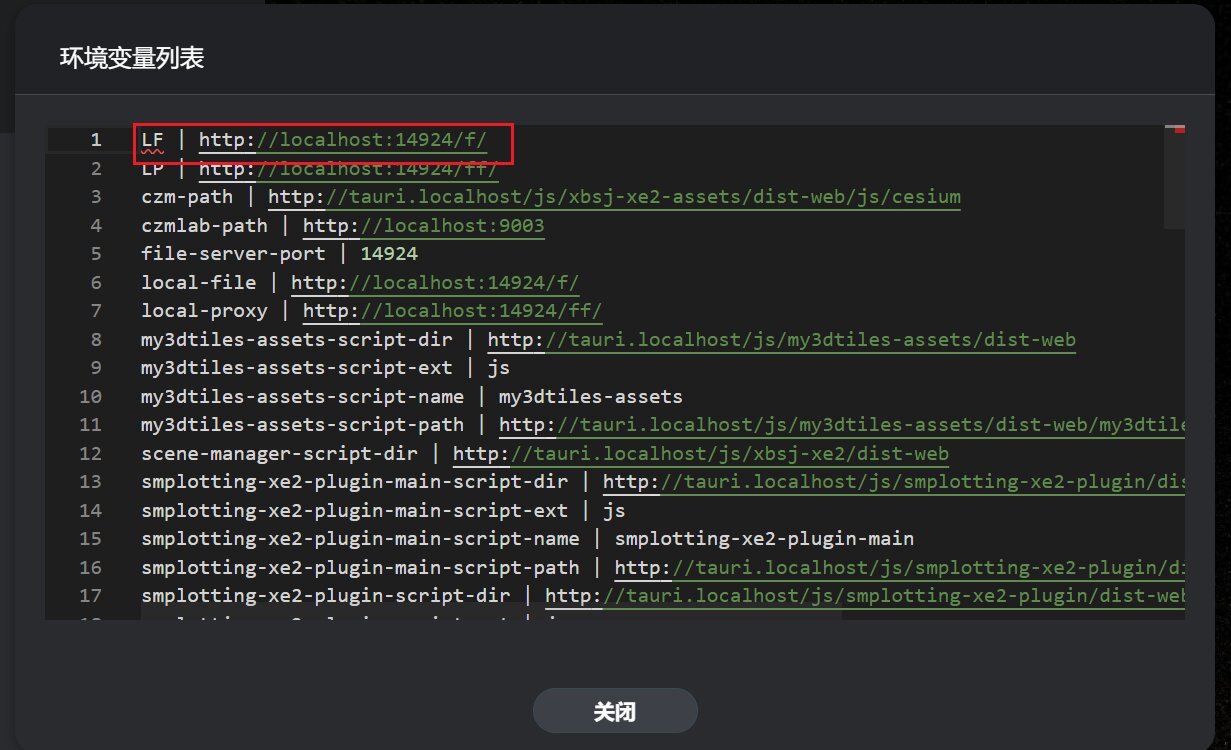 环境变量列表
1 LF | http://localhost:14924/f/
2 LP | http://localhost:14924/ff/
3 czm-path | http://tauri.localhost/js/xbsj-xe2-assets/dist-web/js/cesium
4 czmlab-path | http://localhost:9003
5 file-server-port | 14924
6 local-file | http://localhost:14924/f/
7 local-proxy | http://localhost:14924/ff/
8 my3dtiles-assets-script-dir | http://tauri.localhost/js/my3dtiles-assets/dist-web
9 my3dtiles-assets-script-ext | js
10 my3dtiles-assets-script-name | my3dtiles-assets
11 my3dtiles-assets-script-path | http://tauri.localhost/js/my3dtiles-assets/dist-web/my3dtile
12 scene-manager-script-dir | http://tauri.localhost/js/xbsj-xe2/dist-web
13 smplotting-xe2-plugin-main-script-dir | http://tauri.localhost/js/smplotting-xe2-plugin/dis
14 smplotting-xe2-plugin-main-script-ext | js
15 smplotting-xe2-plugin-main-script-name | smplotting-xe2-plugin-main
16 smplotting-xe2-plugin-main-script-path | http://tauri.localhost/js/smplotting-xe2-plugin/di
17 smplotting-xe2-plugin-script-dir | http://tauri.localhost/js/smplotting-xe2-plugin/dist-web
关闭